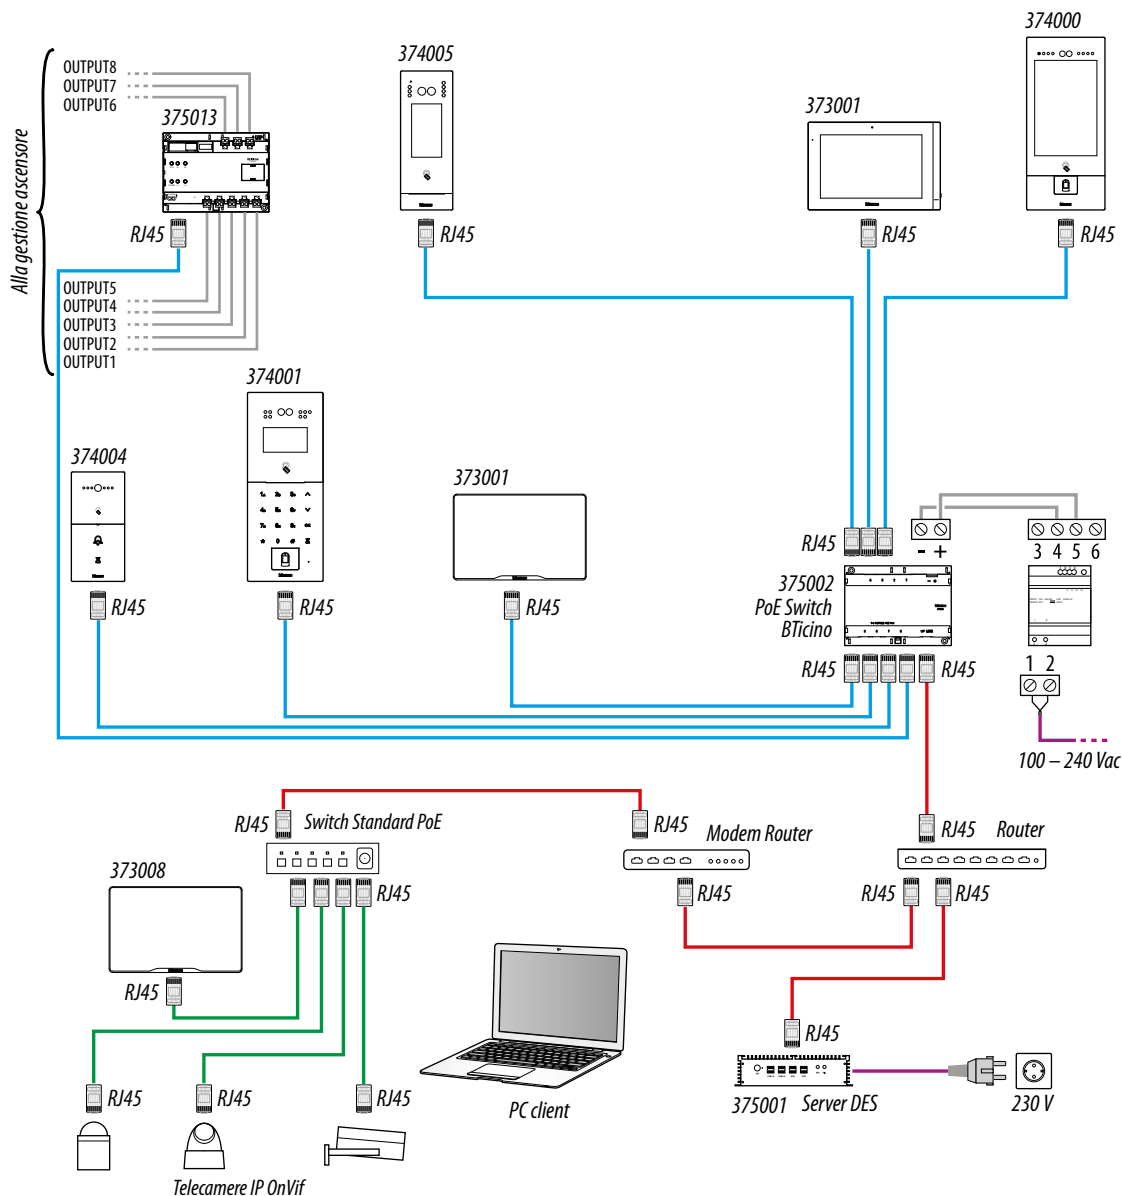 374000
374005
OUTPUT8
OUTPUT7
OUTPUT6
375013
373001
Alla gestione ascensore
RJ45
RJ45
RJ45
RJ45
OUTPUT5
OUTPUT4
OUTPUT3
OUTPUT2
OUTPUT1
374001
374004
373001
RJ45
- +
3 4 5 6
375002
PoE Switch
BTicino
RJ45
RJ45
RJ45
RJ45
RJ45
1 2
100 – 240 Vac
RJ45
Switch Standard PoE
RJ45
Modem Router
RJ45
Router
373008
RJ45
RJ45
RJ45
RJ45
RJ45
RJ45
RJ45
RJ45
RJ45
375001
Server DES
230 V
PC client
Telecamere IP OnVif